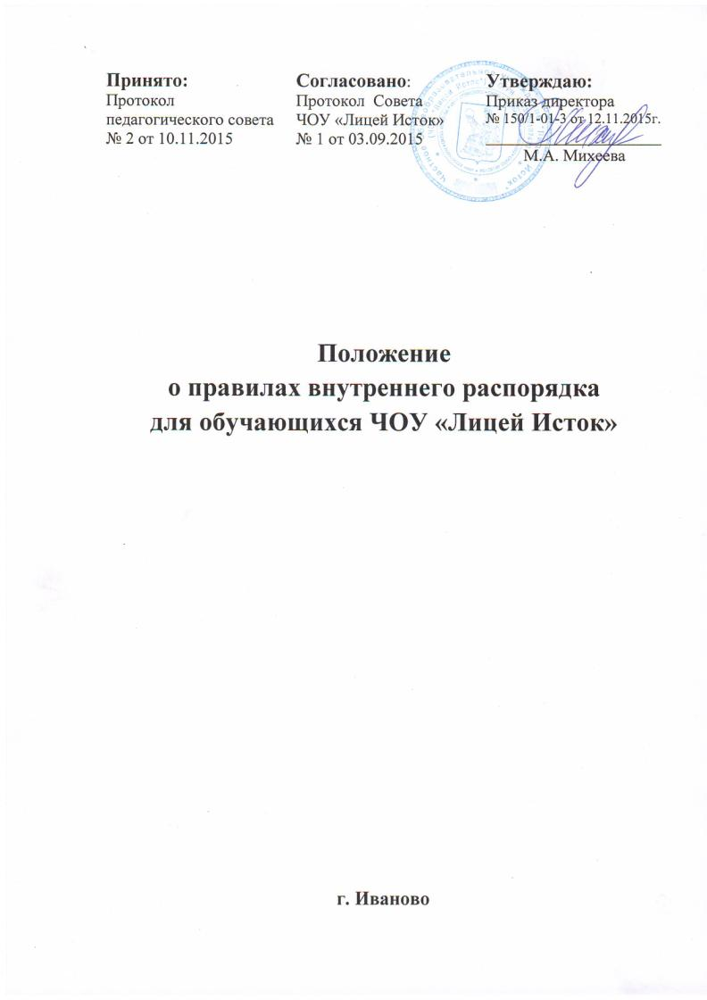 Принято:
Протокол
педагогического совета
№ 2 от 10.11.2015
Согласовано:
Протокол Совета
ЧОУ «Лицей Исток»
№ 1 от 03.09.2015
Утверждаю:
Приказ директора
№ 150/1-01-3 от 12.11.2015г.
М.А. Михеева
Положение
о правилах внутреннего распорядка
для обучающихся ЧОУ «Лицей Исток»
г. Иваново